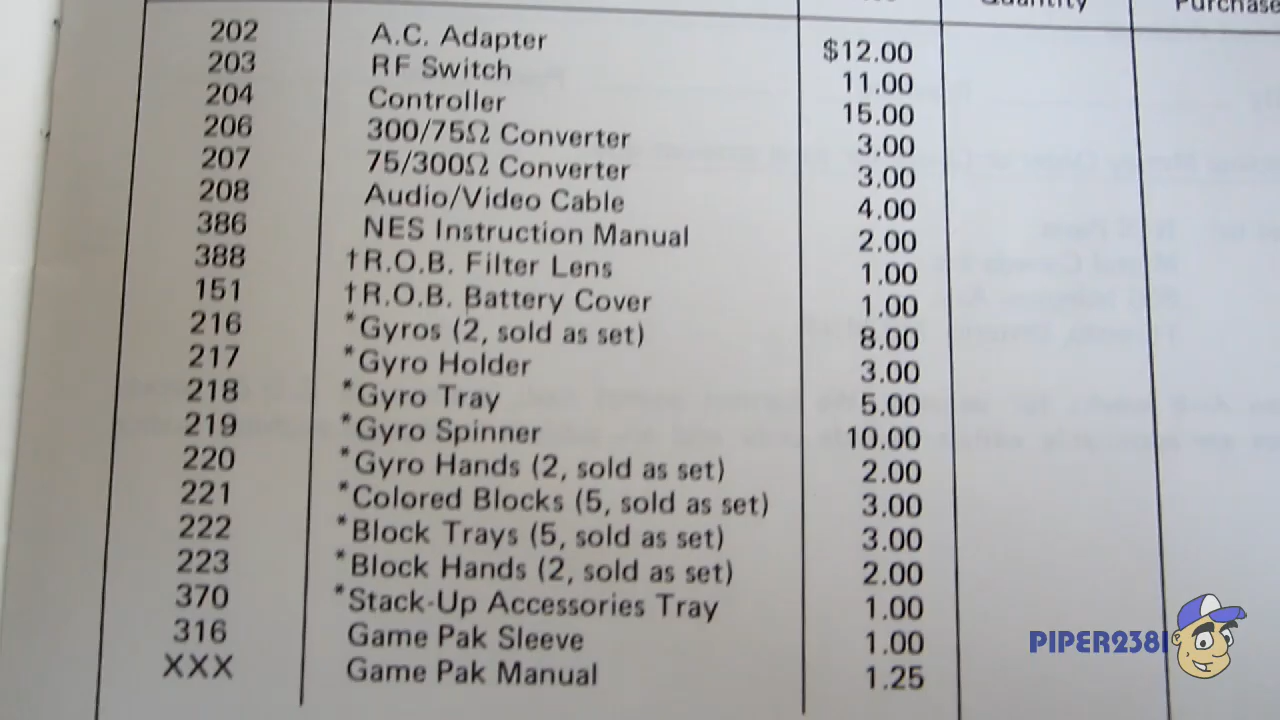 Quantity Purchase
202 A.C. Adapter $12.00
203 RF Switch 11.00
204 Controller 15.00
206 300/75Ω Converter 3.00
207 75/300Ω Converter 3.00
208 Audio/Video Cable 4.00
386 NES Instruction Manual 2.00
388 †R.O.B. Filter Lens 1.00
151 †R.O.B. Battery Cover 1.00
216 *Gyros (2, sold as set) 8.00
217 *Gyro Holder 3.00
218 *Gyro Tray 5.00
219 *Gyro Spinner 10.00
220 *Gyro Hands (2, sold as set) 2.00
221 *Colored Blocks (5, sold as set) 3.00
222 *Block Trays (5, sold as set) 3.00
223 *Block Hands (2, sold as set) 2.00
370 *Stack-Up Accessories Tray 1.00
316 Game Pak Sleeve 1.00
XXX Game Pak Manual 1.25
PIPER2381